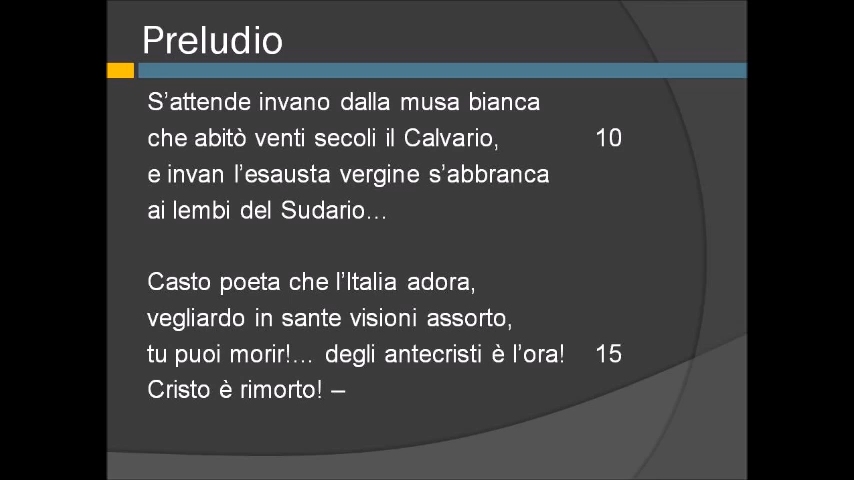 Preludio
S’attende invano dalla musa bianca
che abitò venti secoli il Calvario, 10
e invan l’esausta vergine s’abbranca
ai lembi del Sudario…
Casto poeta che l’Italia adora,
vegliardo in sante visioni assorto,
tu puoi morir!… degli antecristi è l’ora! 15
Cristo è rimorto! –